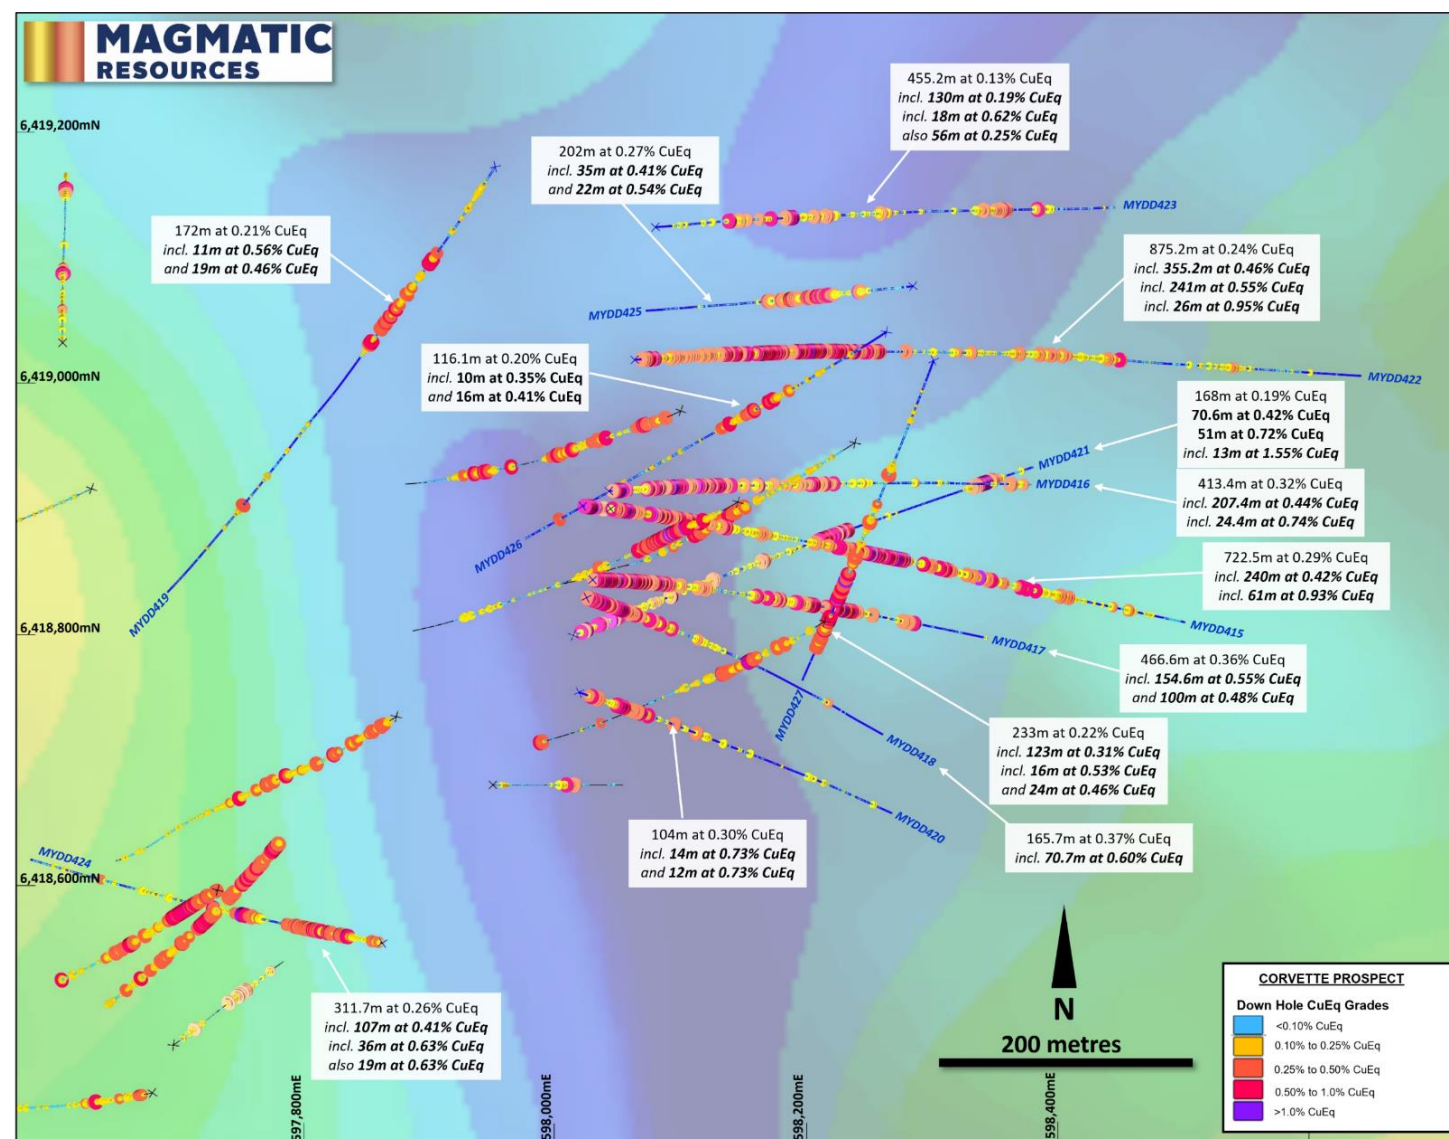 MAGMATIC
RESOURCES
6,419,200mN
6,419,000mN
6,418,800mN
6,418,600mN
455.2m at 0.13% CuEq
incl. 130m at 0.19% CuEq
incl. 18m at 0.62% CuEq
also 56m at 0.25% CuEq
202m at 0.27% CuEq
incl. 35m at 0.41% CuEq
and 22m at 0.54% CuEq
MYDD423
172m at 0.21% CuEq
incl. 11m at 0.56% CuEq
and 19m at 0.46% CuEq
875.2m at 0.24% CuEq
incl. 355.2m at 0.46% CuEq
incl. 241m at 0.55% CuEq
incl. 26m at 0.95% CuEq
MYDD425
116.1m at 0.20% CuEq
incl. 10m at 0.35% CuEq
and 16m at 0.41% CuEq
MYDD422
168m at 0.19% CuEq
70.6m at 0.42% CuEq
51m at 0.72% CuEq
incl. 13m at 1.55% CuEq
MYDD421
MYDD416
413.4m at 0.32% CuEq
incl. 207.4m at 0.44% CuEq
incl. 24.4m at 0.74% CuEq
MYDD426
722.5m at 0.29% CuEq
incl. 240m at 0.42% CuEq
incl. 61m at 0.93% CuEq
MYDD419
MYDD415
MYDD417
466.6m at 0.36% CuEq
incl. 154.6m at 0.55% CuEq
and 100m at 0.48% CuEq
MYDD427
233m at 0.22% CuEq
incl. 123m at 0.31% CuEq
incl. 16m at 0.53% CuEq
and 24m at 0.46% CuEq
MYDD418
MYDD420
104m at 0.30% CuEq
incl. 14m at 0.73% CuEq
and 12m at 0.73% CuEq
165.7m at 0.37% CuEq
incl. 70.7m at 0.60% CuEq
MYDD424
311.7m at 0.26% CuEq
incl. 107m at 0.41% CuEq
incl. 36m at 0.63% CuEq
also 19m at 0.63% CuEq
N
200 metres
597,800mE
598,000mE
598,200mE
598,400mE
CORVETTE PROSPECT
Down Hole CuEq Grades
<0.10% CuEq
0.10% to 0.25% CuEq
0.25% to 0.50% CuEq
0.50% to 1.0% CuEq
>1.0% CuEq